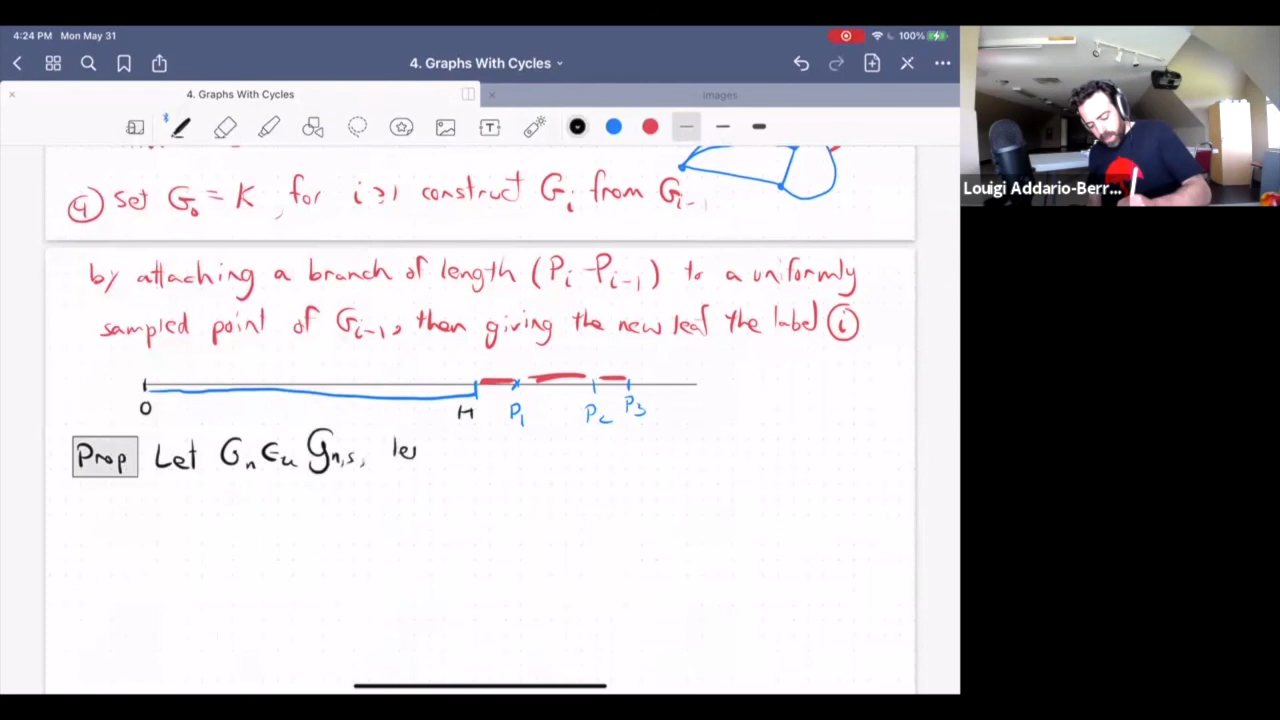 4:24 PM Mon May 31
100%
4. Graphs With Cycles
4. Graphs With Cycles
images
④ Set G₀ = K, for i ≥ 1 construct Gᵢ from Gᵢ₋₁
by attaching a branch of length (Pᵢ - Pᵢ₋₁) to a uniformly
sampled point of Gᵢ₋₁, then giving the new leaf the label ⓘ
0 M P₁ P₂ P₃
Prop Let Gₙ ∈ᵤ 𝒢ₙ,ₛ, le
Louigi Addario-Berr...